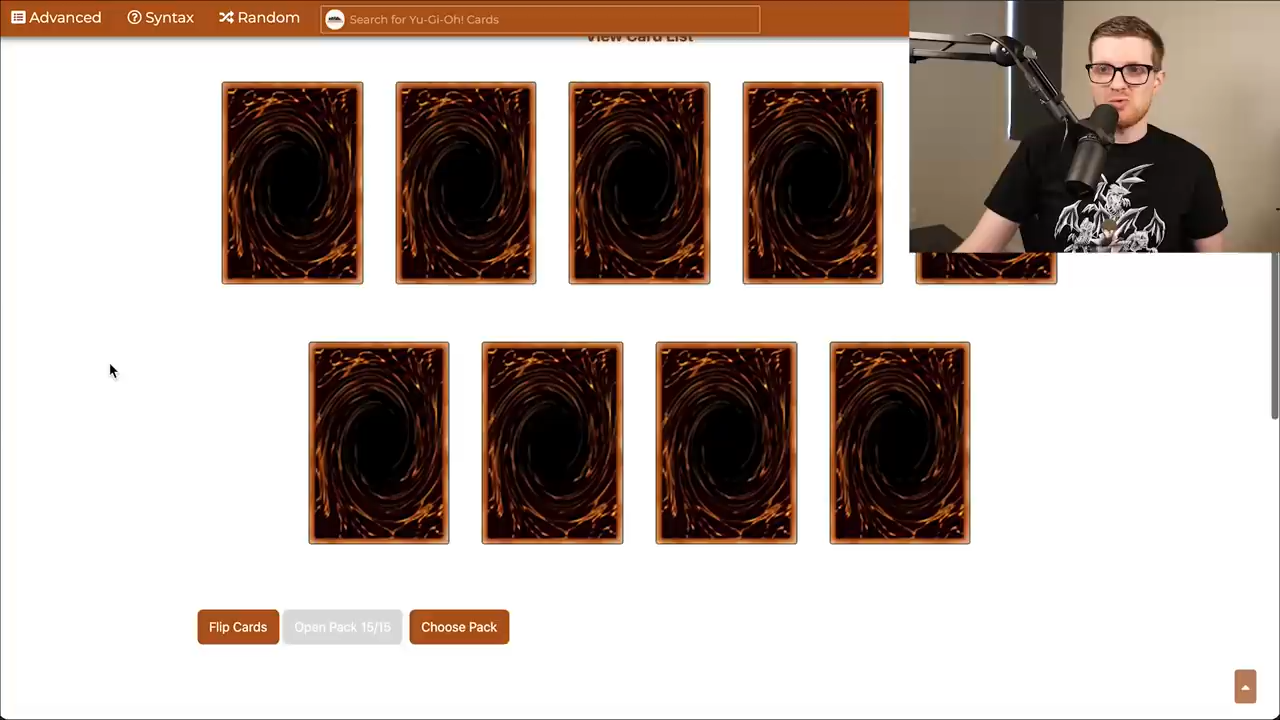 Advanced
Syntax
Random
Search for Yu-Gi-Oh! Cards
View Card List
Flip Cards
Open Pack 15/15
Choose Pack